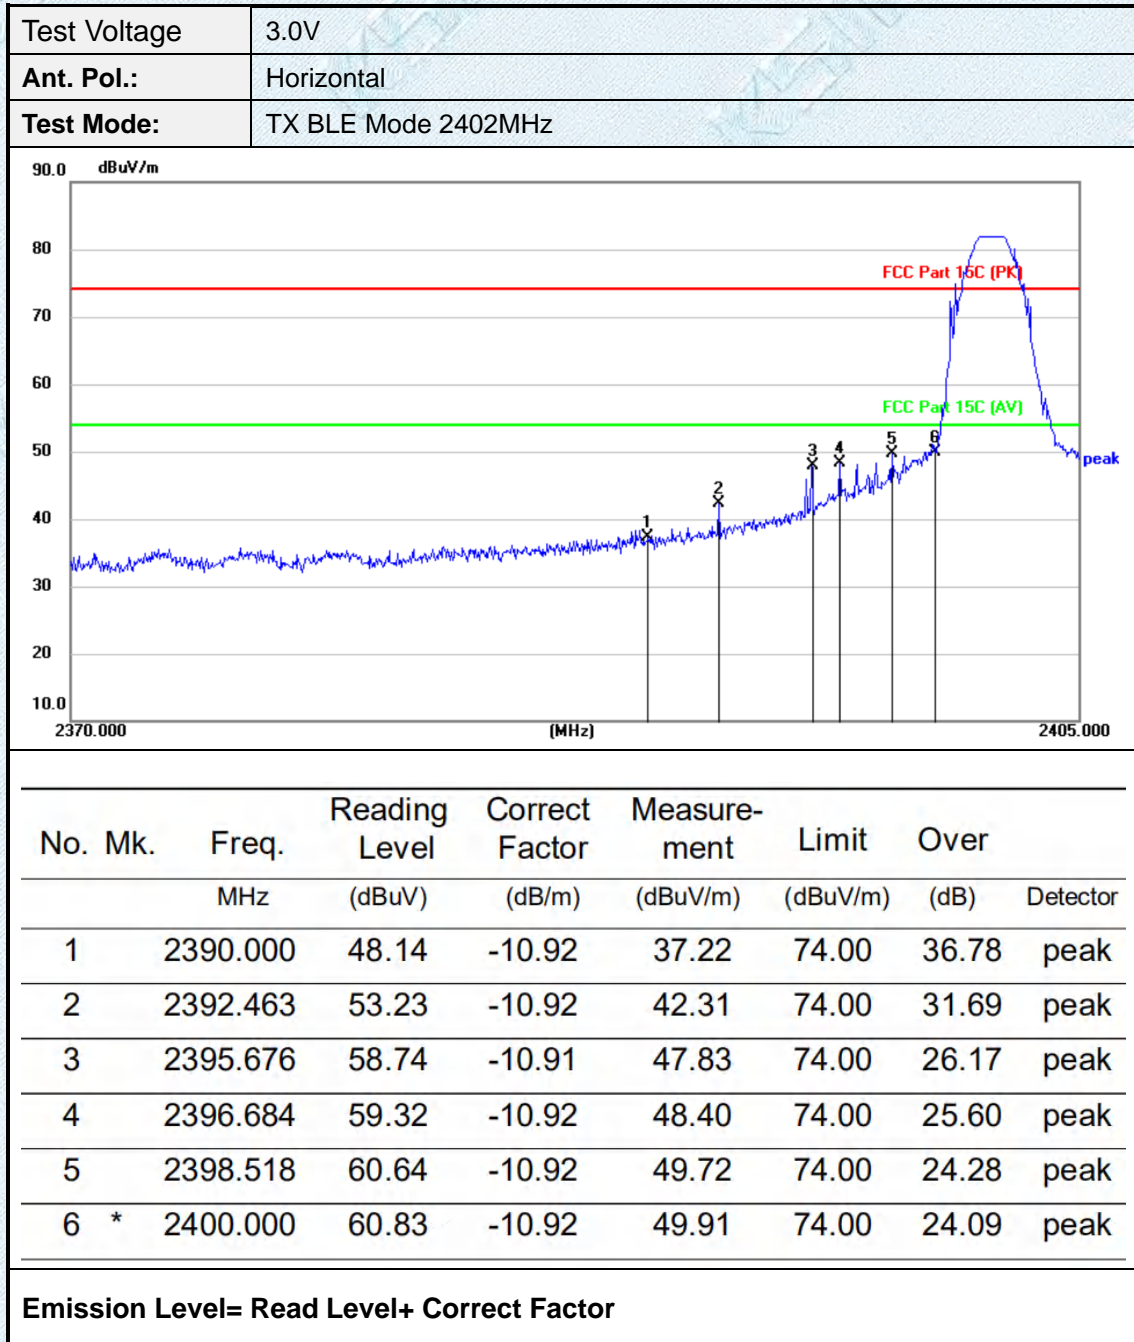 Test Voltage 3.0V
Ant. Pol.: Horizontal
Test Mode: TX BLE Mode 2402MHz
90.0 dBuV/m
80
FCC Part 15C (PK)
70
60
FCC Part 15C (AV)
50
1 2 3 4 5 6
peak
40
30
20
10.0
2370.000 (MHz) 2405.000
No. Mk. Freq. Reading Level Correct Factor Measure-ment Limit Over
MHz (dBuV) (dB/m) (dBuV/m) (dBuV/m) (dB) Detector
1 2390.000 48.14 -10.92 37.22 74.00 36.78 peak
2 2392.463 53.23 -10.92 42.31 74.00 31.69 peak
3 2395.676 58.74 -10.91 47.83 74.00 26.17 peak
4 2396.684 59.32 -10.92 48.40 74.00 25.60 peak
5 2398.518 60.64 -10.92 49.72 74.00 24.28 peak
6 * 2400.000 60.83 -10.92 49.91 74.00 24.09 peak
Emission Level= Read Level+ Correct Factor